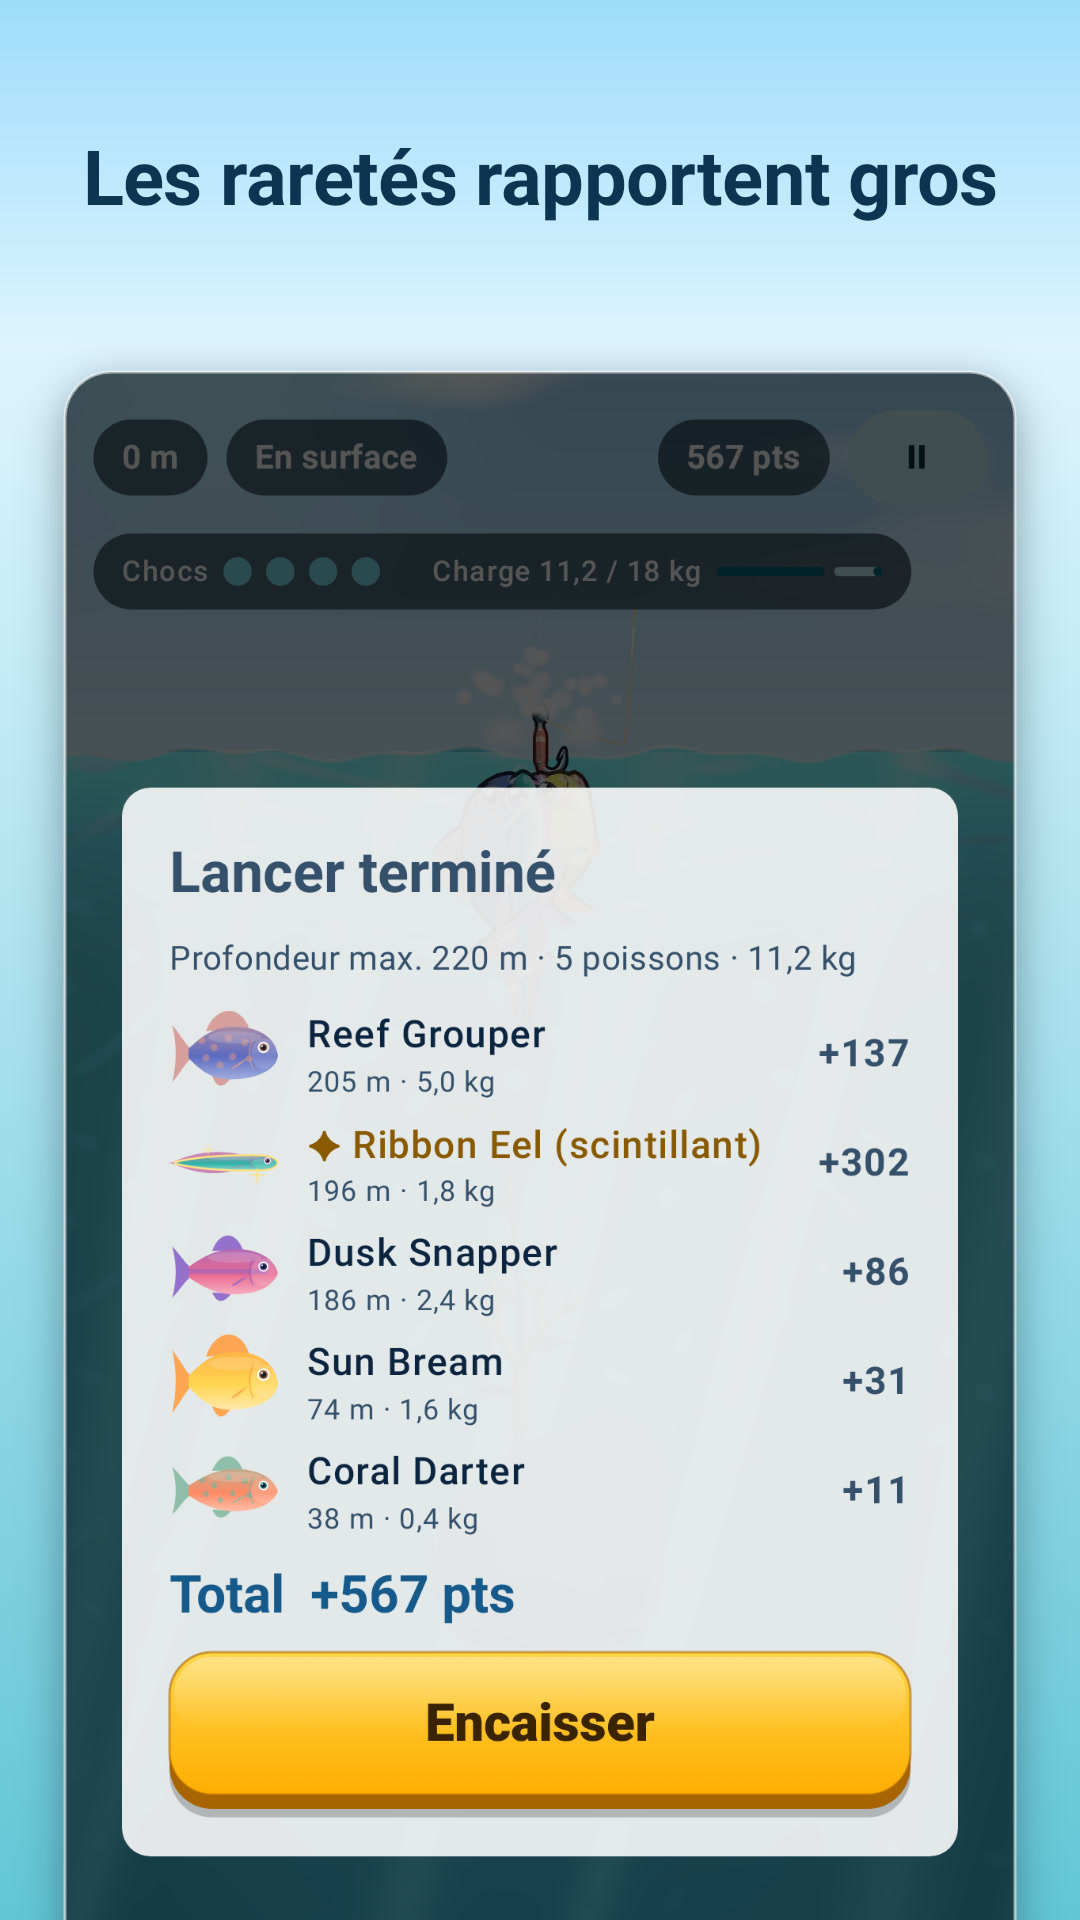 Les raretés rapportent gros
0 m
En surface
567 pts
Chocs
Charge 11,2 / 18 kg
Lancer terminé
Profondeur max. 220 m · 5 poissons · 11,2 kg
Reef Grouper
+137
205 m · 5,0 kg
✦ Ribbon Eel (scintillant)
+302
196 m · 1,8 kg
Dusk Snapper
+86
186 m · 2,4 kg
Sun Bream
+31
74 m · 1,6 kg
Coral Darter
+11
38 m · 0,4 kg
Total +567 pts
Encaisser